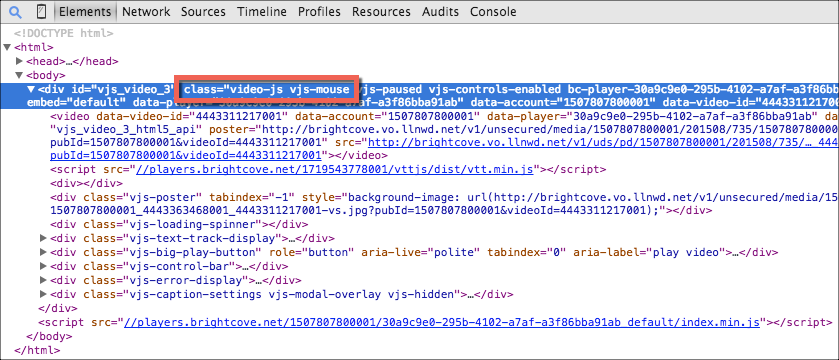 Elements Network Sources Timeline Profiles Resources Audits Console
<!DOCTYPE html>
<html>
<head>…</head>
<body>
<div id="vjs_video_3" class="video-js vjs-mouse vjs-paused vjs-controls-enabled bc-player-30a9c9e0-295b-4102-a7af-a3f86bba91ab
embed="default" data-player= a7af-a3f86bba91ab" data-account="1507807800001" data-video-id="44433112170
<video data-video-id="4443311217001" data-account="1507807800001" data-player="30a9c9e0-295b-4102-a7af-a3f86bba91ab" da
"vjs_video_3_html5_api" poster="http://brightcove.vo.llnwd.net/v1/unsecured/media/1507807800001/201508/735/150780780000
pubId=1507807800001&videoId=4443311217001" src="http://brightcove.vo.llnwd.net/v1/uds/pd/1507807800001/201508/735/… 4443
pubId=1507807800001&videoId=4443311217001"></video>
<script src="//players.brightcove.net/1719543778001/vttjs/dist/vtt.min.js"></script>
<div></div>
<div class="vjs-poster" tabindex="-1" style="background-image: url(http://brightcove.vo.llnwd.net/v1/unsecured/media/15
1507807800001_4443363468001_4443311217001-vs.jpg?pubId=1507807800001&videoId=4443311217001);"></div>
<div class="vjs-loading-spinner"></div>
<div class="vjs-text-track-display">…</div>
<div class="vjs-big-play-button" role="button" aria-live="polite" tabindex="0" aria-label="play video">…</div>
<div class="vjs-control-bar">…</div>
<div class="vjs-error-display">…</div>
<div class="vjs-caption-settings vjs-modal-overlay vjs-hidden">…</div>
</div>
<script src="//players.brightcove.net/1507807800001/30a9c9e0-295b-4102-a7af-a3f86bba91ab_default/index.min.js"></script>
</body>
</html>